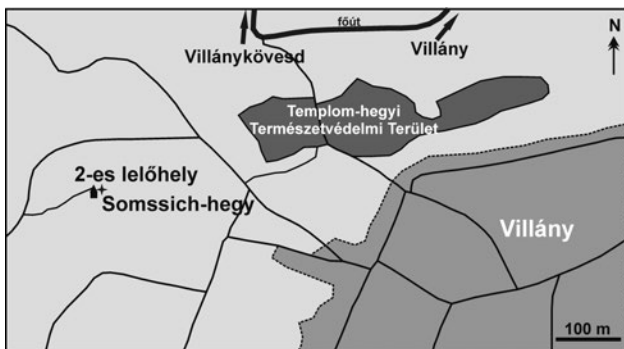 főút
Villánykövesd
Villány
N
Templom-hegyi
Természetvédelmi Terület
2-es lelőhely
Somssich-hegy
Villány
100 m